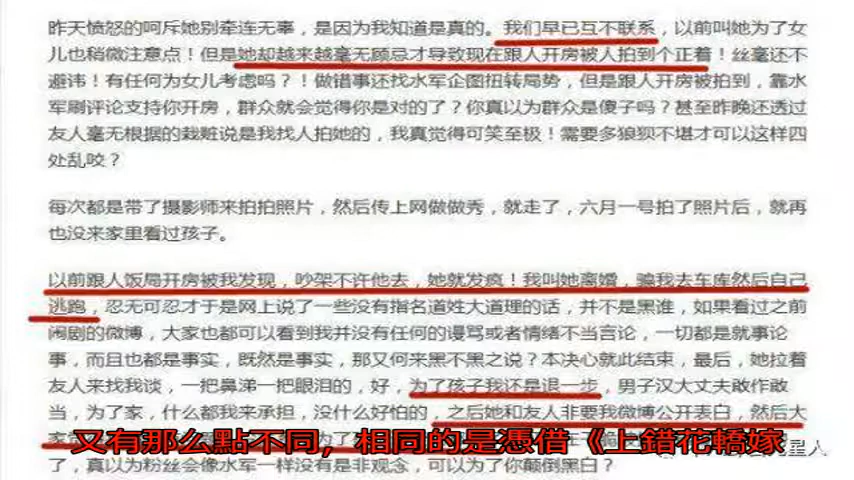 昨天愤怒的呵斥她别牵连无辜，是因为我知道是真的。我们早已互不联系，以前叫她为了女
儿也稍微注意点！但是她却越来越毫无顾忌才导致现在跟人开房被人拍到个正着！丝毫还不
避讳！有任何为女儿考虑吗？！做错事还找水军企图扭转局势，但是跟人开房被拍到，靠水
军刷评论支持你开房，群众就会觉得你是对的了？你真以为群众是傻子吗？甚至昨晚还透过
友人毫无根据的栽赃说是我找人拍她的，我真觉得可笑至极！需要多狼狈不堪才可以这样四
处乱咬？
每次都是带了摄影师来拍拍照片，然后传上网做做秀，就走了，六月一号拍了照片后，就再
也没来家里看过孩子。
以前跟人饭局开房被我发现，吵架不许他去，她就发疯！我叫她离婚，骗我去车库然后自己
逃跑，忍无可忍才于是网上说了一些没有指名道姓大道理的话，并不是黑谁，如果看过之前
闹剧的微博，大家也都可以看到我并没有任何的谩骂或者情绪不当言论，一切都是就事论
事，而且也都是事实，既然是事实，那又何来黑不黑之说？本决心就此结束，最后，她拉着
友人来找我谈，一把鼻涕一把眼泪的，好，为了孩子我还是退一步，男子汉大丈夫敢作敢
当，为了家，什么都我来承担，没什么好怕的，之后她和友人非要我微博公开表白，然后大
又有那么點不同，相同的是憑借《上錯花轎嫁
星人
了，真以为粉丝会像水军一样没有是非观念，可以为了你颠倒黑白？